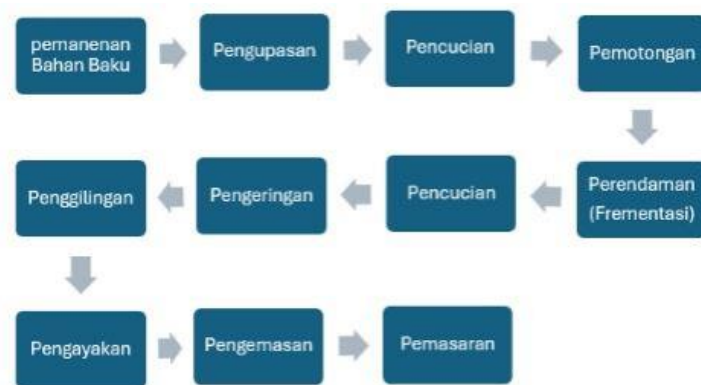 pemanenan
Bahan Baku
Pengupasan
Pencucian
Pemotongan
Perendaman
(Frementasi)
Pencucian
Pengeringan
Penggilingan
Pengayakan
Pengemasan
Pemasaran